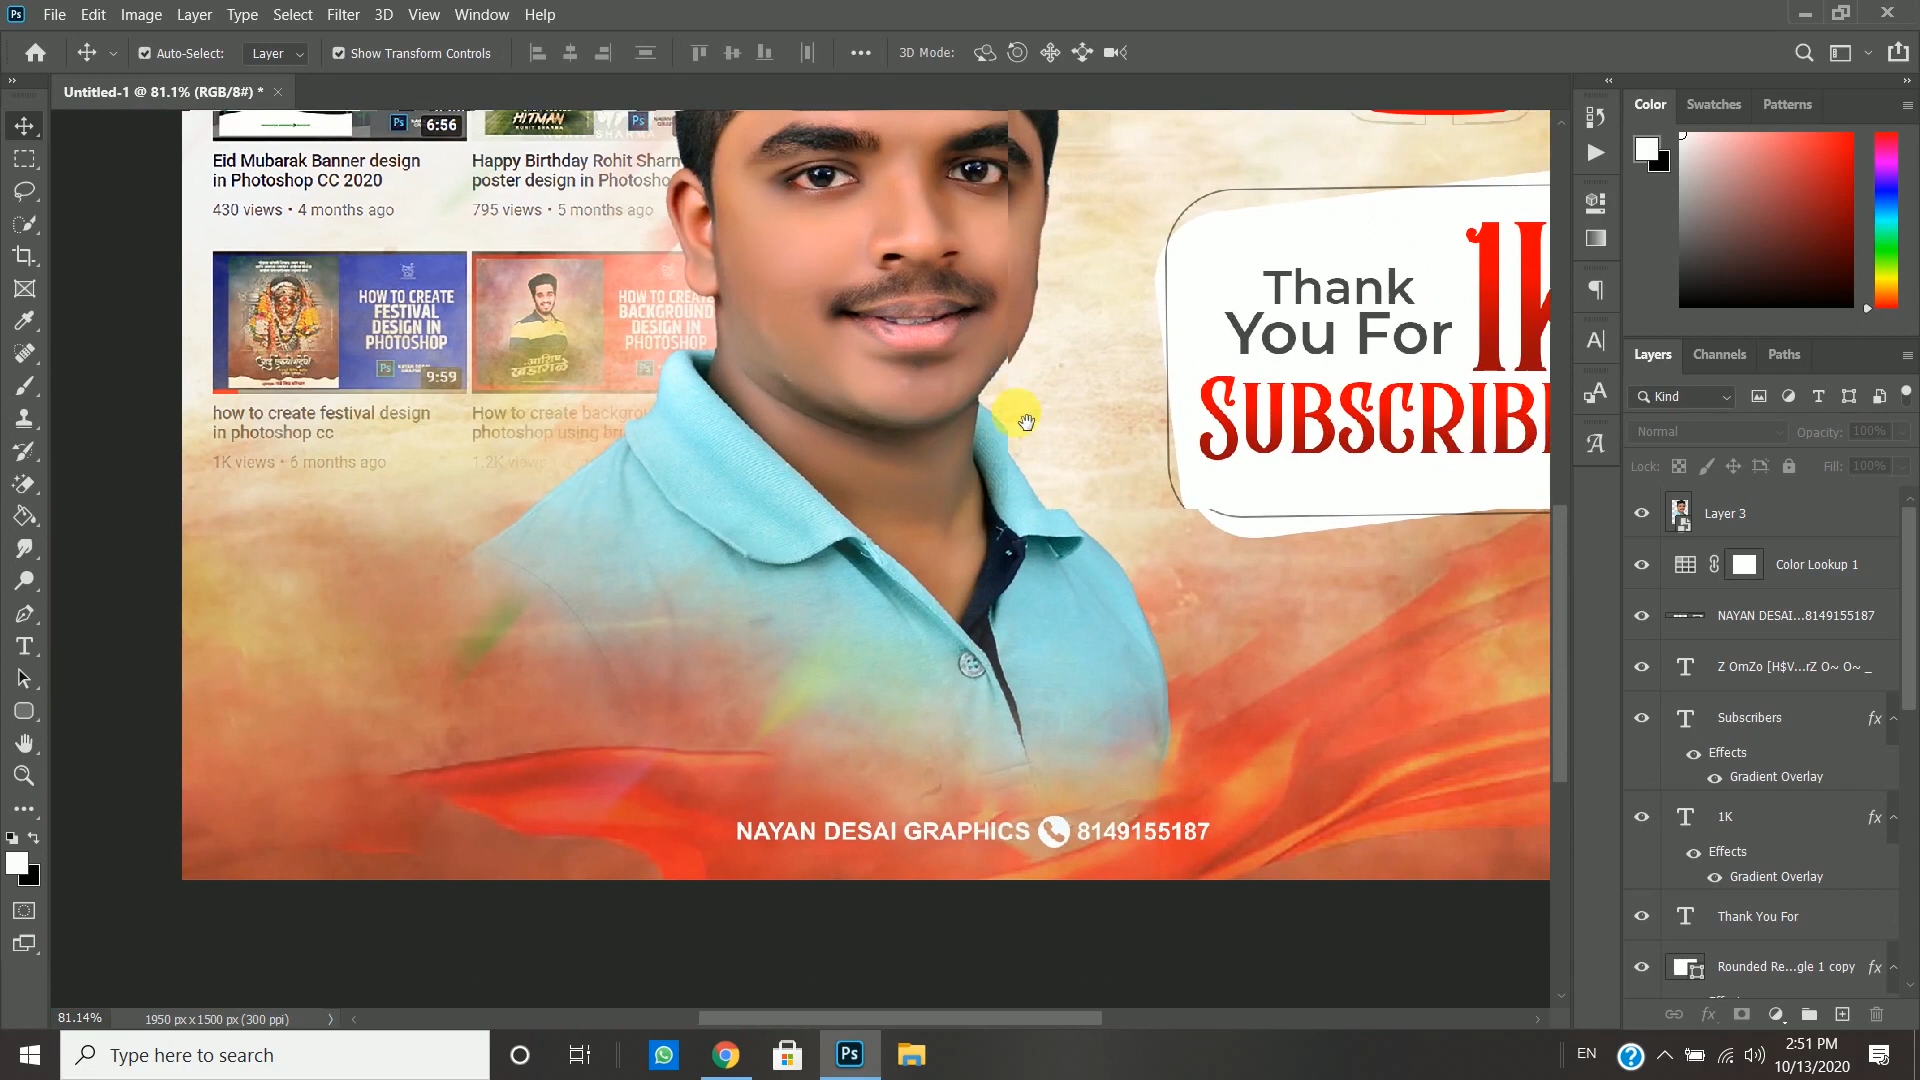 Ps File Edit Image Layer Type Select Filter 3D View Window Help
Auto-Select: Layer Show Transform Controls 3D Mode:
Untitled-1 @ 81.1% (RGB/8#) *
Ps 6:56
HITMAN
ROHIT SHARMA
Ps
Eid Mubarak Banner design
in Photoshop CC 2020
430 views • 4 months ago
Happy Birthday Rohit Sharm
poster design in Photosho
795 views • 5 months ago
HOW TO CREATE
FESTIVAL
DESIGN IN
PHOTOSHOP
Ps
9:59
HOW TO CREATE
BACKGROUND
DESIGN IN
PHOTOSHOP
Ps
how to create festival design
in photoshop cc
1K views • 6 months ago
How to create backgrou
photoshop using bri
1.2K views
Thank
You For
1K
SUBSCRIBE
NAYAN DESAI GRAPHICS 8149155187
81.14% 1950 px x 1500 px (300 ppi)
Color Swatches Patterns
Layers Channels Paths
Kind
Normal Opacity: 100%
Lock: Fill: 100%
Layer 3
Color Lookup 1
NAYAN DESAI...8149155187
Z OmZo [H$V...rZ O~ O~ _
Subscribers fx
Effects
Gradient Overlay
1K fx
Effects
Gradient Overlay
Thank You For
Rounded Re...gle 1 copy fx
Type here to search
Ps
EN
2:51 PM
10/13/2020